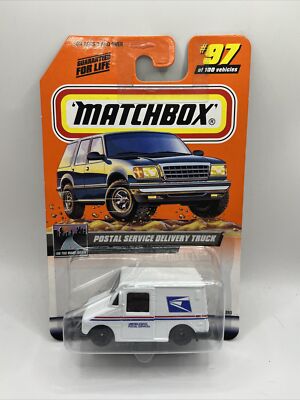 GUARANTEED
FOR LIFE
#97
of 100 vehicles
'MATCHBOX'
®
POSTAL SERVICE DELIVERY TRUCK
ON THE ROAD AGAIN
UNITED STATES
POSTAL SERVICE®